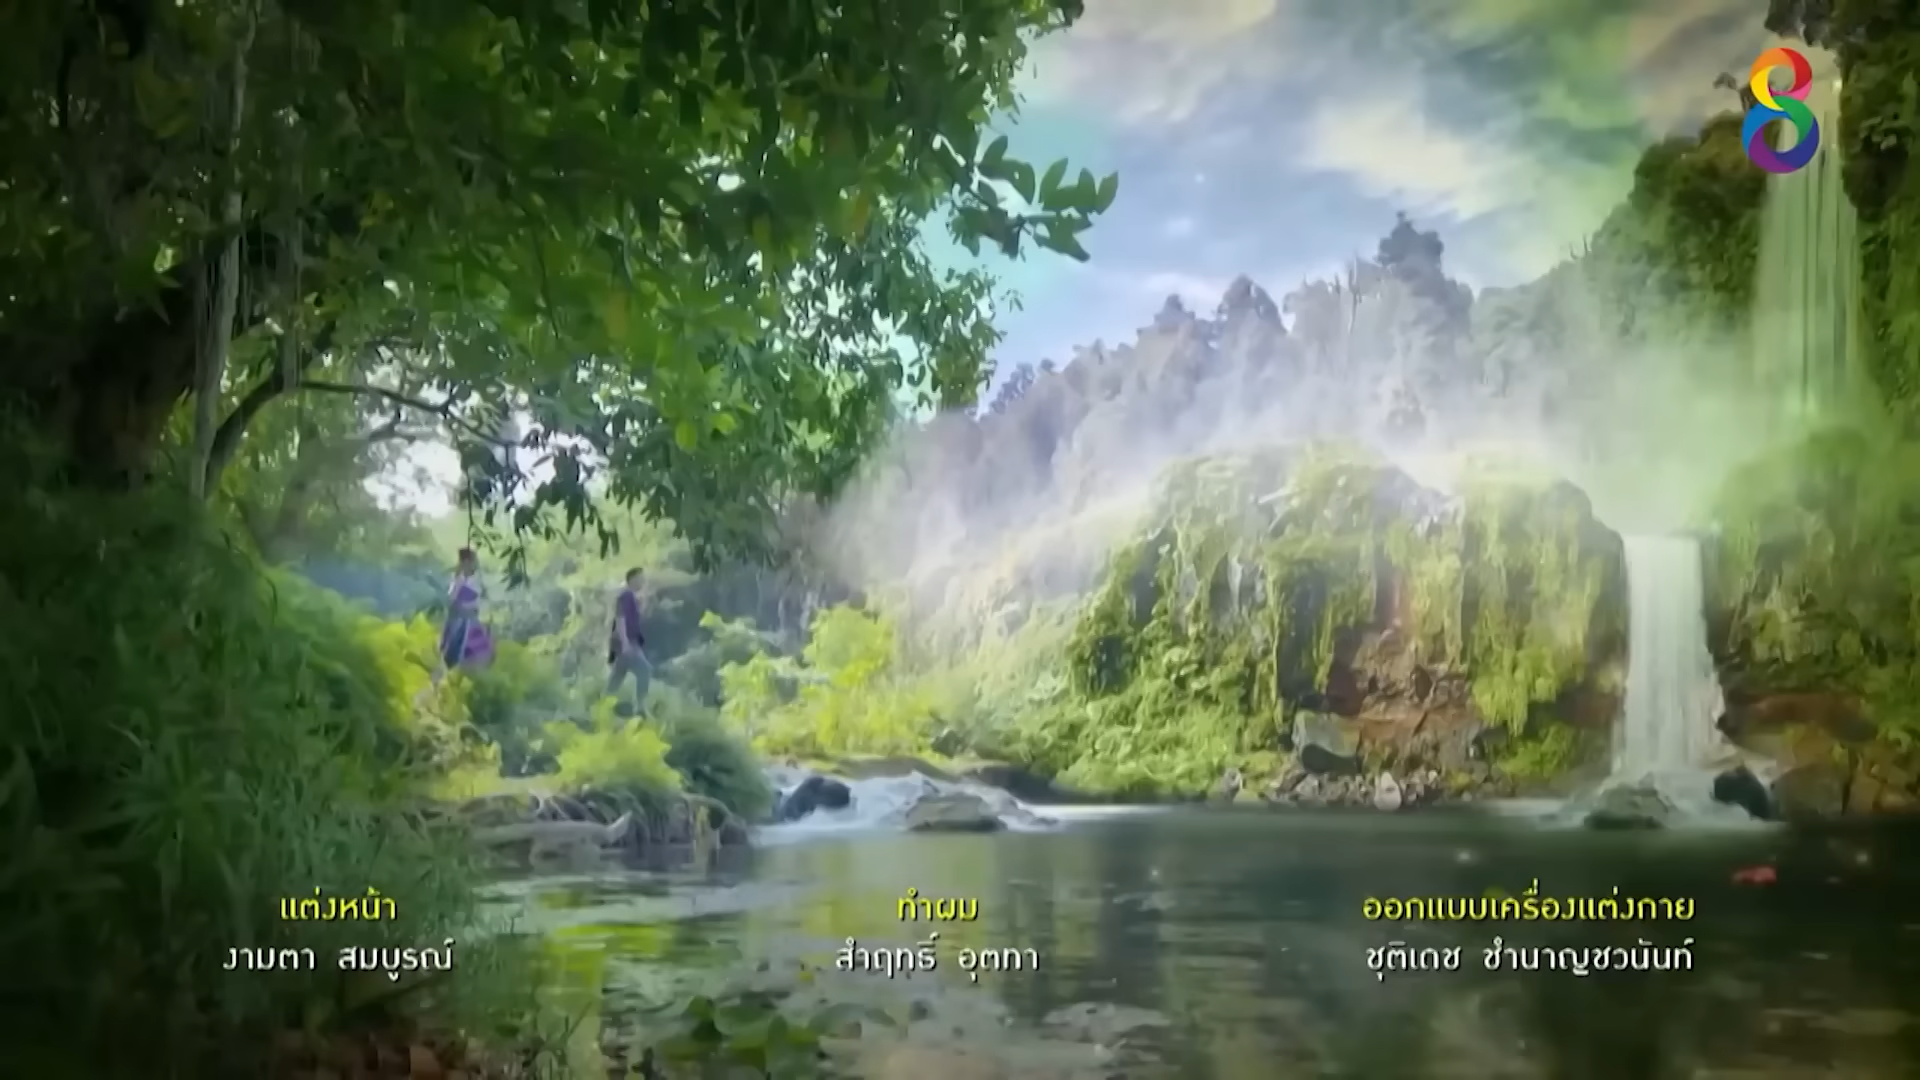 8
แต่งหน้า
งามตา สมบูรณ์
ทำผม
สำฤทธิ์ อุตทา
ออกแบบเครื่องแต่งกาย
ชุติเดช ชำนาญชวนันท์